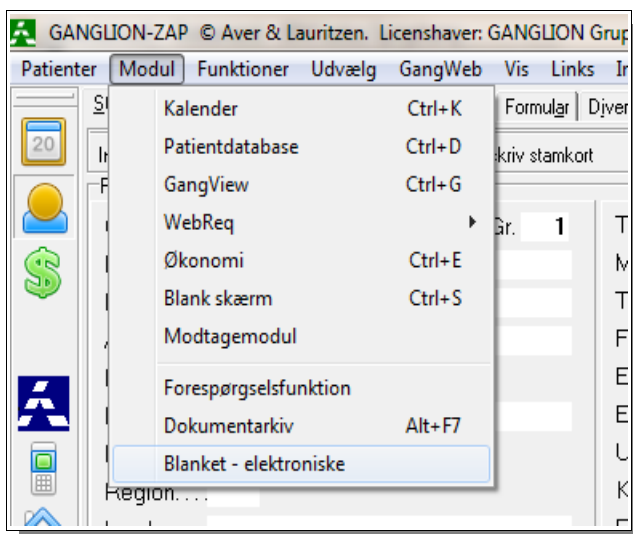 GANGLION-ZAP © Aver & Lauritzen. Licenshaver: GANGLION Grup
Patienter Modul Funktioner Udvælg GangWeb Vis Links
Formular Diver
20
skriv stamkort
Kalender Ctrl+K
Patientdatabase Ctrl+D
GangView Ctrl+G
WebReq
Gr. 1
Økonomi Ctrl+E
Blank skærm Ctrl+S
Modtagemodul
Forespørgselsfunktion
Dokumentarkiv Alt+F7
Blanket - elektroniske
Region. . . .